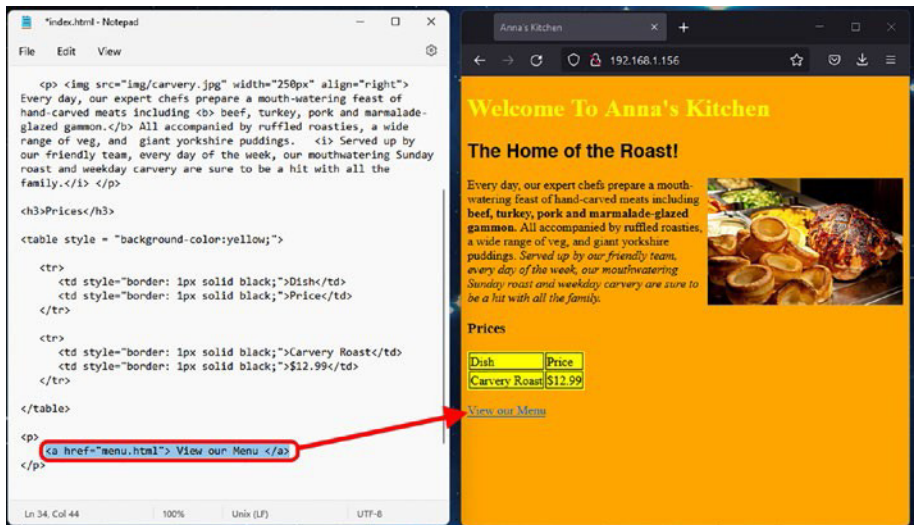 *index.html - Notepad
File Edit View
<p> <img src="img/carvery.jpg" width="250px" align="right">
Every day, our expert chefs prepare a mouth-watering feast of
hand-carved meats including <b> beef, turkey, pork and marmalade-
glazed gammon.</b> All accompanied by ruffled roasties, a wide
range of veg, and  giant yorkshire puddings.   <i> Served up by
our friendly team, every day of the week, our mouthwatering Sunday
roast and weekday carvery are sure to be a hit with all the
family.</i> </p>
<h3>Prices</h3>
<table style = "background-color:yellow;">
<tr>
<td style="border: 1px solid black;">Dish</td>
<td style="border: 1px solid black;">Price</td>
</tr>
<tr>
<td style="border: 1px solid black;">Carvery Roast</td>
<td style="border: 1px solid black;">$12.99</td>
</tr>
</table>
<p>
<a href="menu.html"> View our Menu </a>
</p>
Ln 34, Col 44 100% Unix (LF) UTF-8
Anna's Kitchen
192.168.1.156
Welcome To Anna's Kitchen
The Home of the Roast!
Every day, our expert chefs prepare a mouth-
watering feast of hand-carved meats including
beef, turkey, pork and marmalade-glazed
gammon. All accompanied by ruffled roasties,
a wide range of veg, and giant yorkshire
puddings. Served up by our friendly team,
every day of the week, our mouthwatering
Sunday roast and weekday carvery are sure to
be a hit with all the family.
Prices
Dish Price
Carvery Roast $12.99
View our Menu